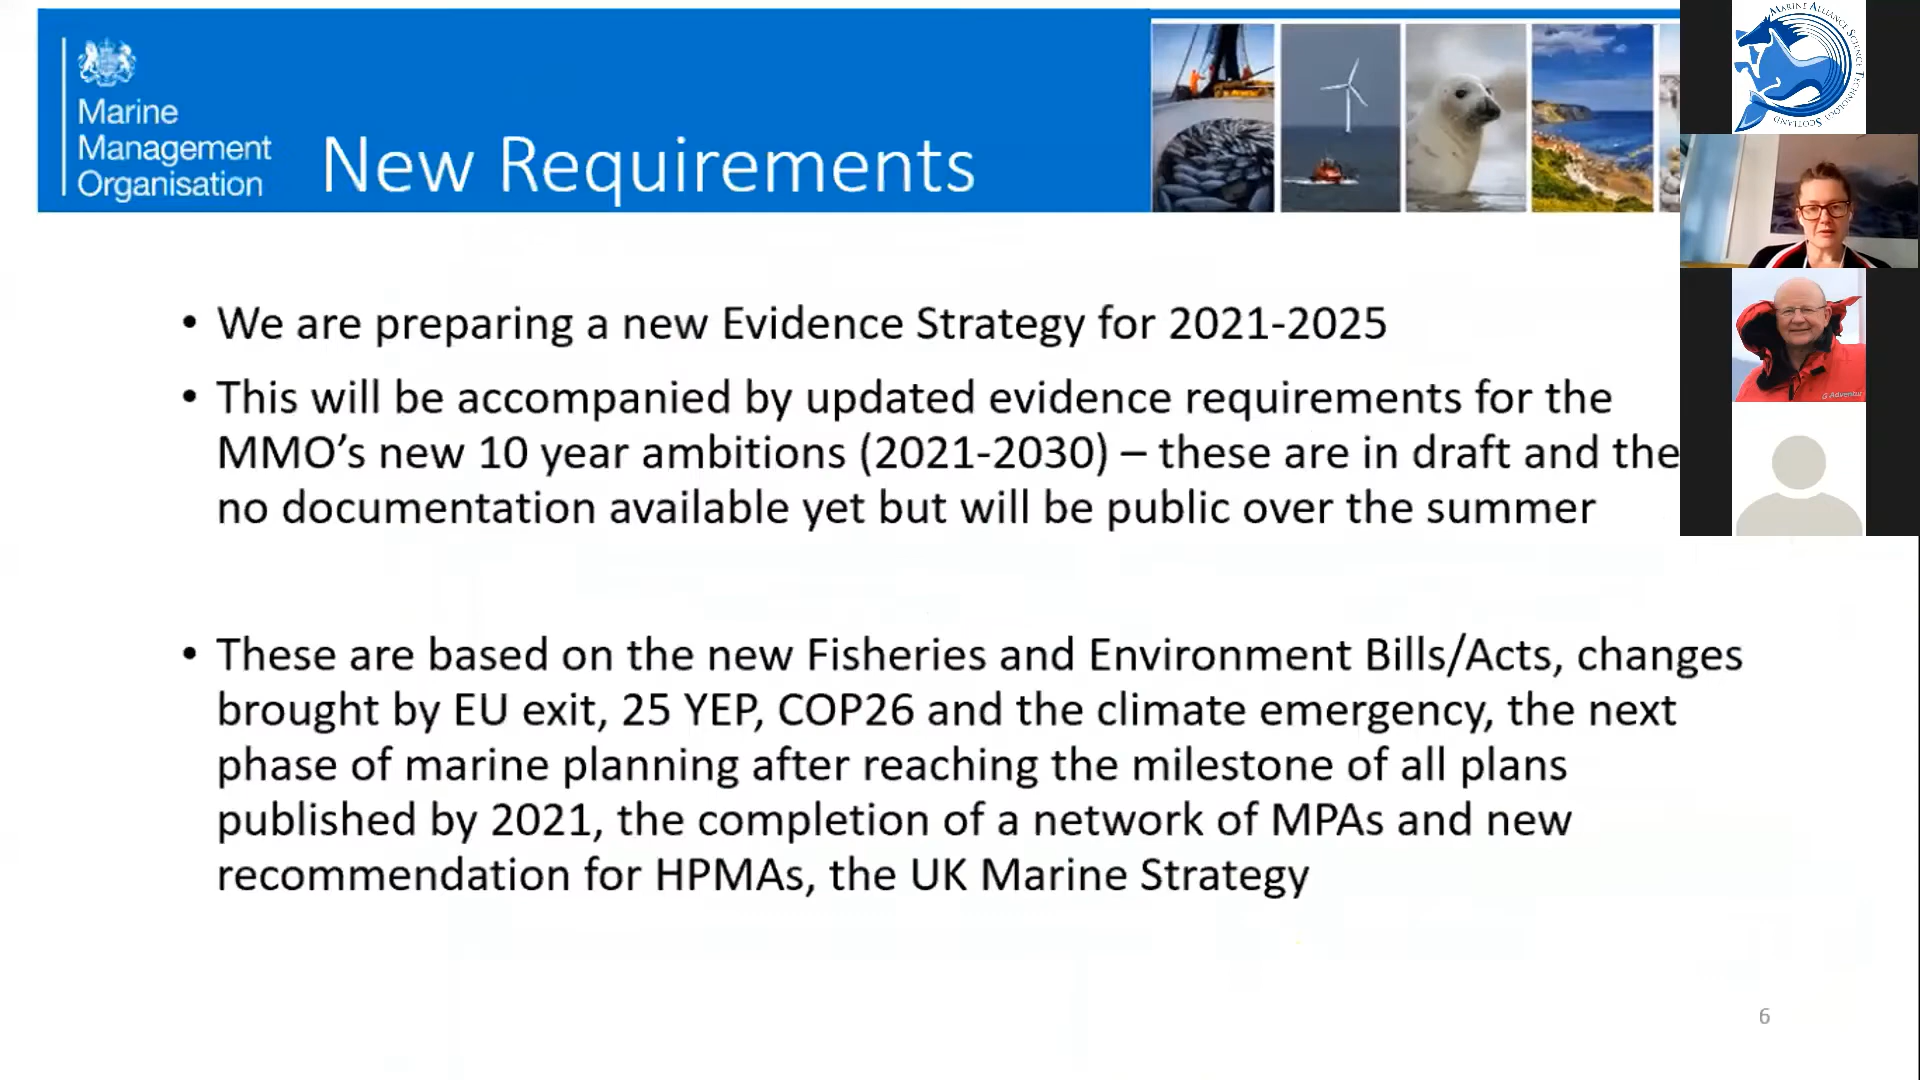 Marine
Management
Organisation
New Requirements
MARINE ALLIANCE SCIENCE TECHNOLOGY SCOTLAND
• We are preparing a new Evidence Strategy for 2021-2025
• This will be accompanied by updated evidence requirements for the
MMO’s new 10 year ambitions (2021-2030) – these are in draft and the
no documentation available yet but will be public over the summer
• These are based on the new Fisheries and Environment Bills/Acts, changes
brought by EU exit, 25 YEP, COP26 and the climate emergency, the next
phase of marine planning after reaching the milestone of all plans
published by 2021, the completion of a network of MPAs and new
recommendation for HPMAs, the UK Marine Strategy
6